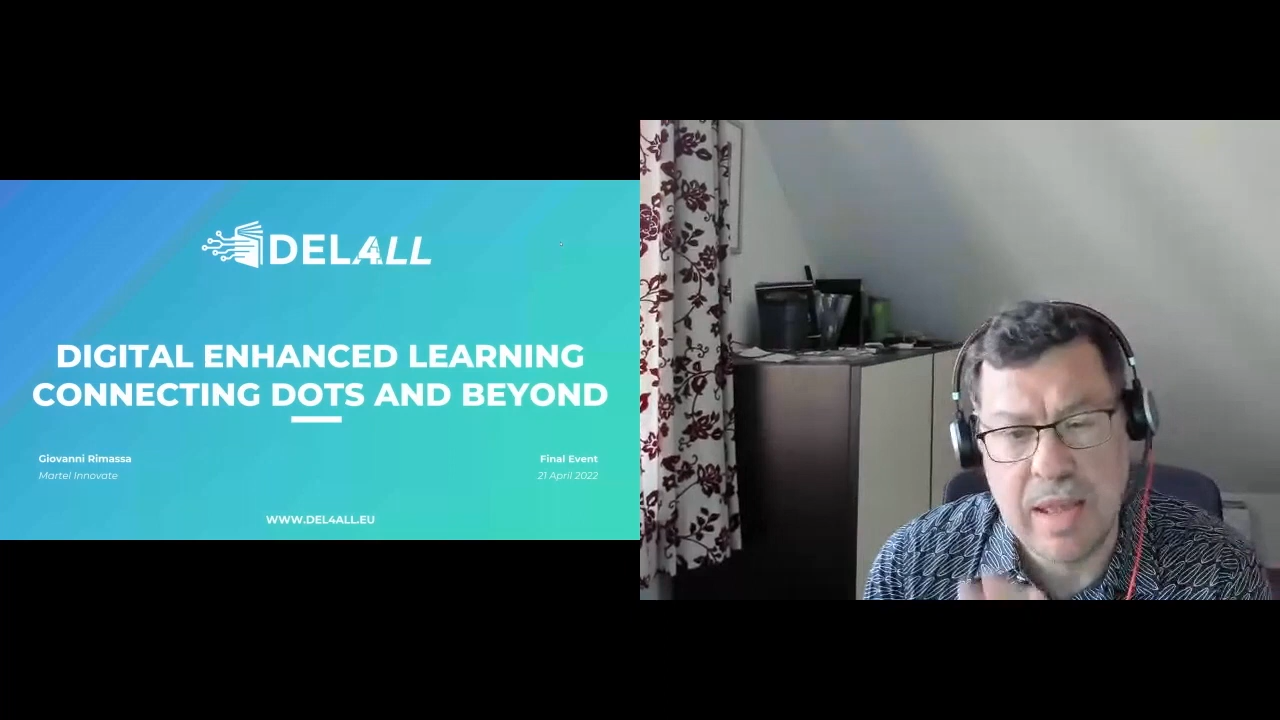 DEL4ALL
DIGITAL ENHANCED LEARNING
CONNECTING DOTS AND BEYOND
Giovanni Rimassa
Final Event
Martel Innovate
21 April 2022
WWW.DEL4ALL.EU